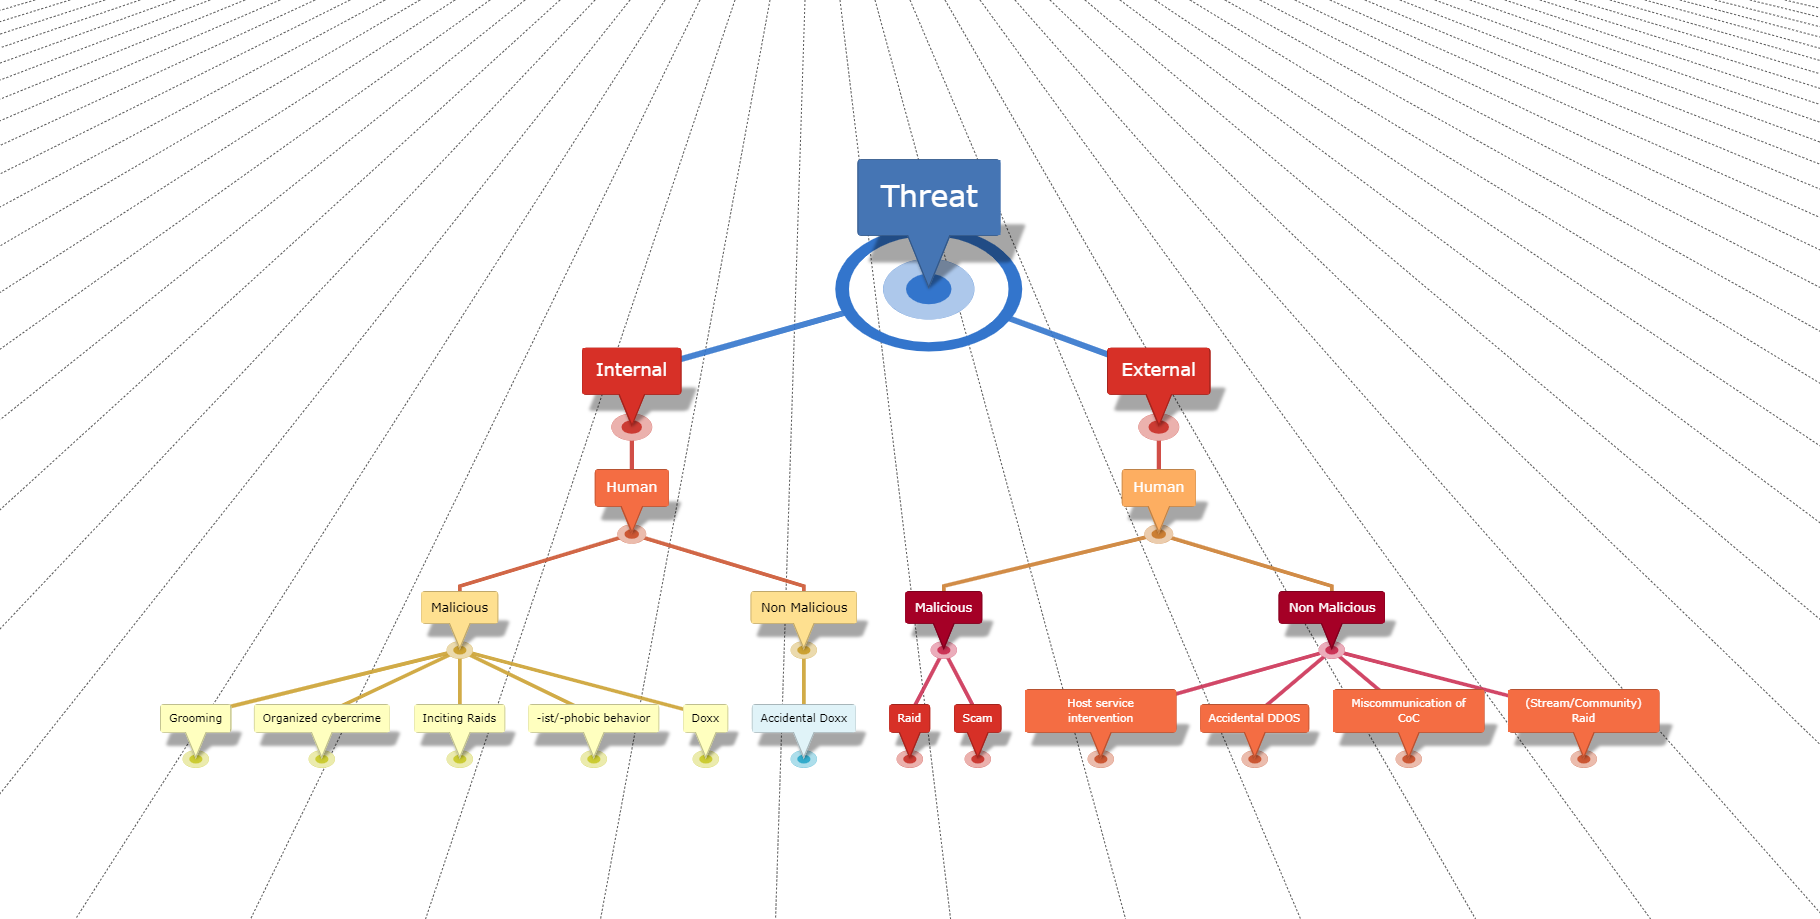 Threat
Internal
External
Human
Human
Malicious
Non Malicious
Malicious
Non Malicious
Grooming
Organized cybercrime
Inciting Raids
-ist/-phobic behavior
Doxx
Accidental Doxx
Raid
Scam
Host service
intervention
Accidental DDOS
Miscommunication of
CoC
(Stream/Community)
Raid